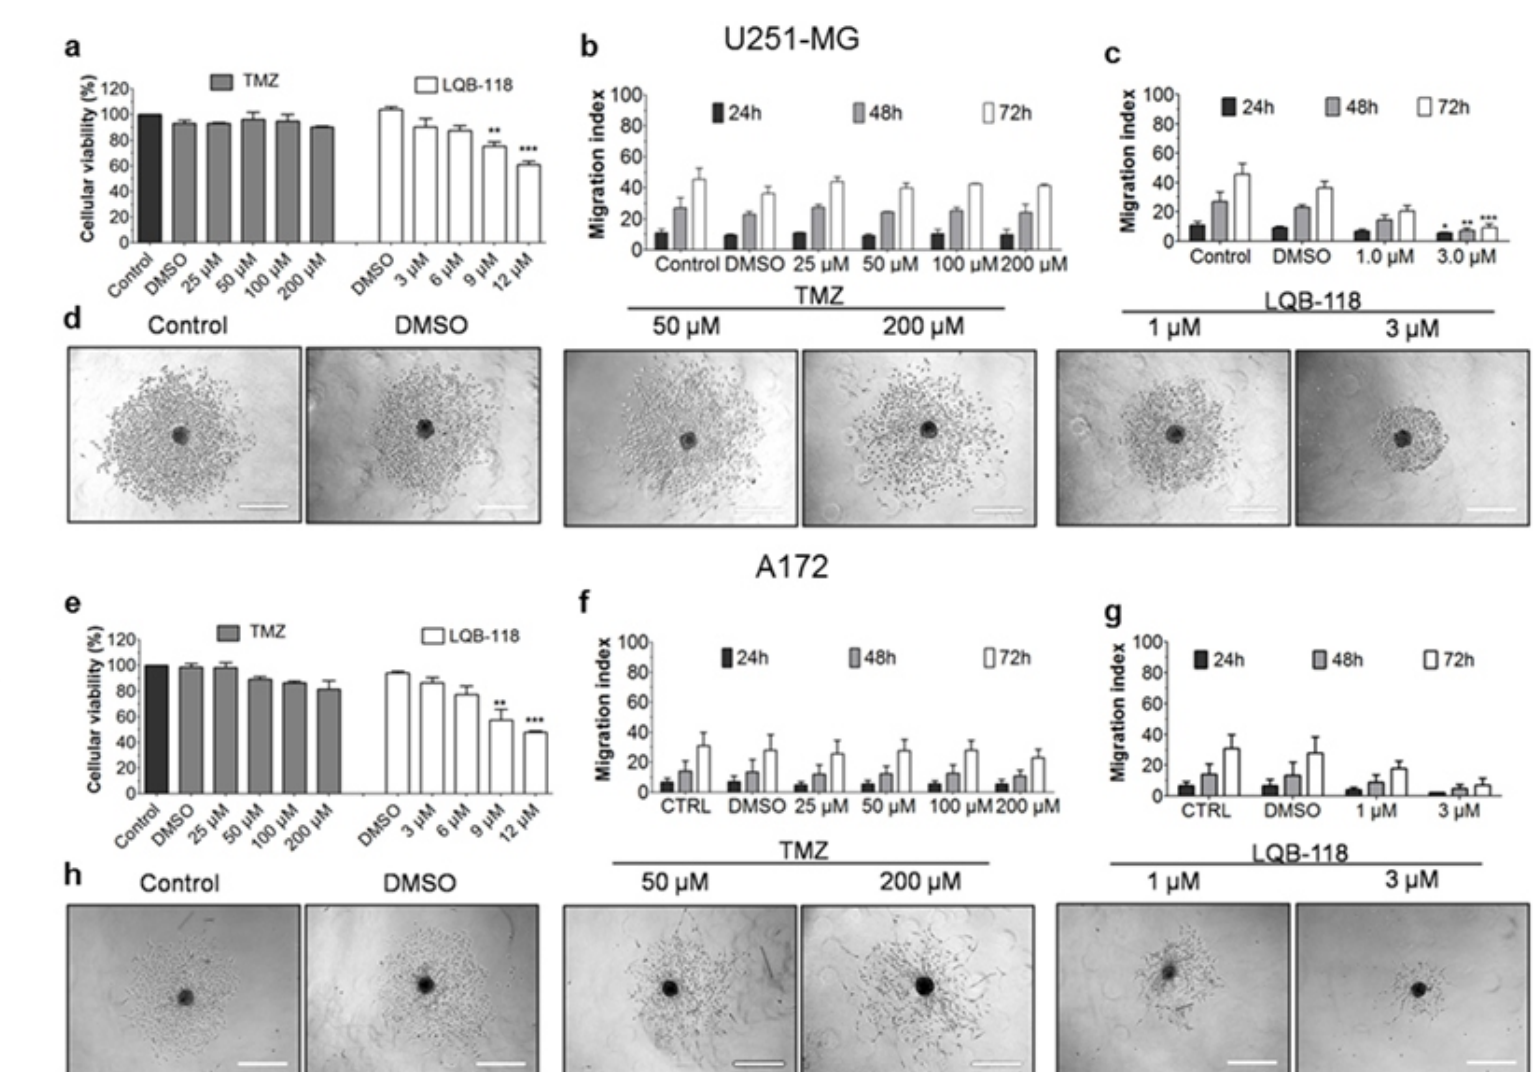 U251-MG
a
TMZ
LQB-118
Cellular viability (%)
120
100
80
60
40
20
0
**
***
Control
DMSO
25 µM
50 µM
100 µM
200 µM
DMSO
3 µM
6 µM
9 µM
12 µM
b
24h
48h
72h
Migration index
100
80
60
40
20
0
Control DMSO 25 µM 50 µM 100 µM 200 µM
TMZ
c
24h
48h
72h
Migration index
100
80
60
40
20
0
* ** ***
Control DMSO 1.0 µM 3.0 µM
LQB-118
d
Control
DMSO
50 µM
200 µM
1 µM
3 µM
A172
e
TMZ
LQB-118
Cellular viability (%)
120
100
80
60
40
20
0
**
***
Control
DMSO
25 µM
50 µM
100 µM
200 µM
DMSO
3 µM
6 µM
9 µM
12 µM
f
24h
48h
72h
Migration index
100
80
60
40
20
0
CTRL DMSO 25 µM 50 µM 100 µM 200 µM
TMZ
g
24h
48h
72h
Migration index
100
80
60
40
20
0
CTRL DMSO 1 µM 3 µM
LQB-118
h
Control
DMSO
50 µM
200 µM
1 µM
3 µM